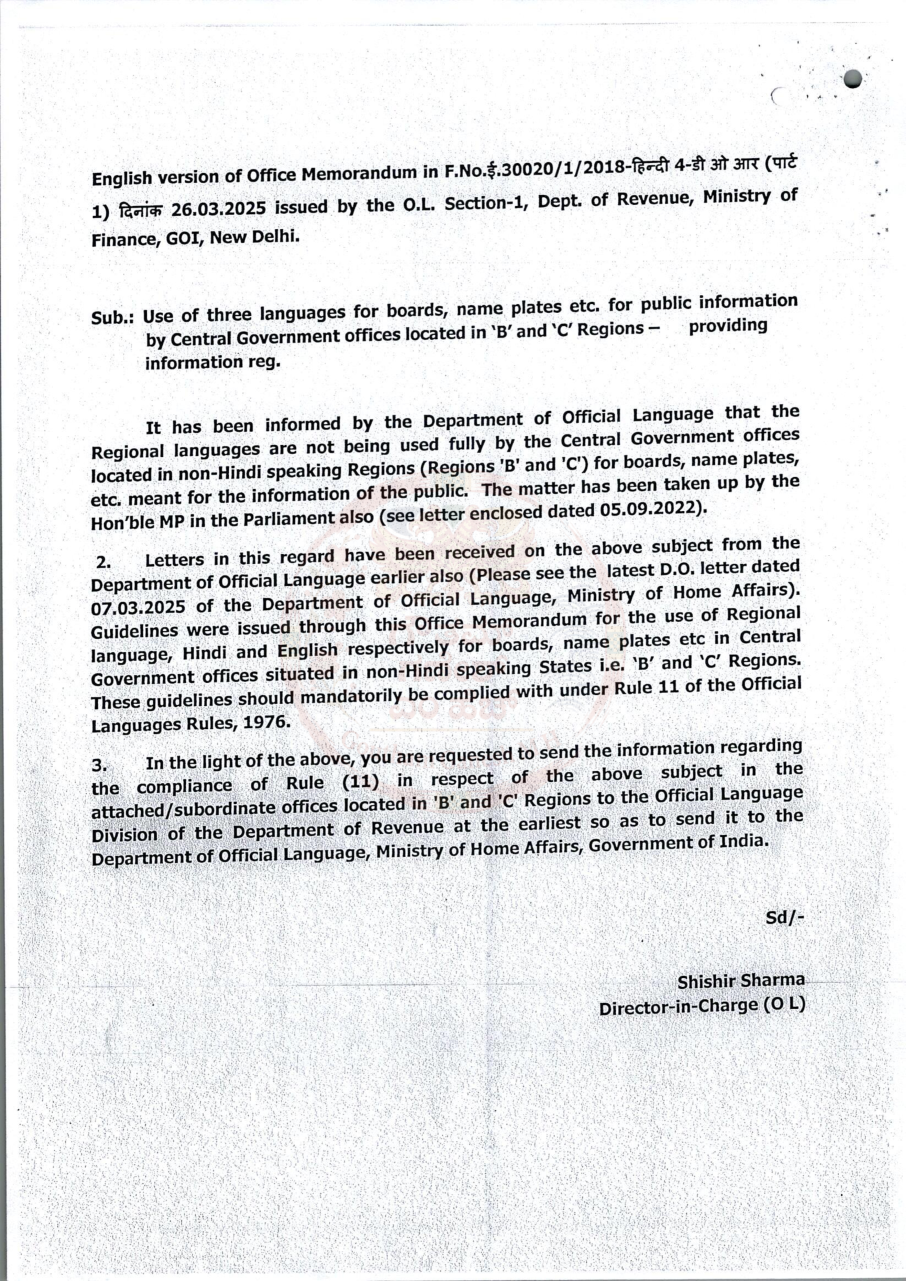 English version of Office Memorandum in F.No.ई.30020/1/2018-हिन्दी 4-डी ओ आर (पार्ट
1) दिनांक 26.03.2025 issued by the O.L. Section-1, Dept. of Revenue, Ministry of
Finance, GOI, New Delhi.
Sub.: Use of three languages for boards, name plates etc. for public information
by Central Government offices located in ‘B’ and ‘C’ Regions – providing
information reg.
It has been informed by the Department of Official Language that the
Regional languages are not being used fully by the Central Government offices
located in non-Hindi speaking Regions (Regions 'B' and 'C') for boards, name plates,
etc. meant for the information of the public. The matter has been taken up by the
Hon’ble MP in the Parliament also (see letter enclosed dated 05.09.2022).
2. Letters in this regard have been received on the above subject from the
Department of Official Language earlier also (Please see the latest D.O. letter dated
07.03.2025 of the Department of Official Language, Ministry of Home Affairs).
Guidelines were issued through this Office Memorandum for the use of Regional
language, Hindi and English respectively for boards, name plates etc in Central
Government offices situated in non-Hindi speaking States i.e. ‘B’ and ‘C’ Regions.
These guidelines should mandatorily be complied with under Rule 11 of the Official
Languages Rules, 1976.
3. In the light of the above, you are requested to send the information regarding
the compliance of Rule (11) in respect of the above subject in the
attached/subordinate offices located in 'B' and 'C' Regions to the Official Language
Division of the Department of Revenue at the earliest so as to send it to the
Department of Official Language, Ministry of Home Affairs, Government of India.
Sd/-
Shishir Sharma
Director-in-Charge (O L)